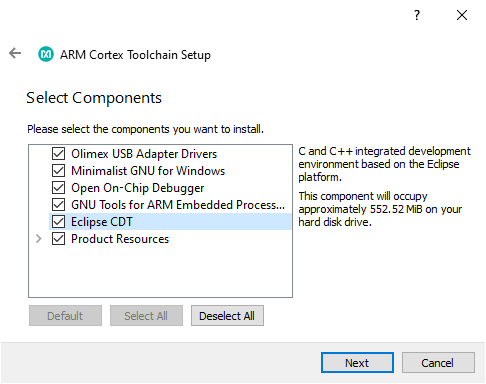 ?
ARM Cortex Toolchain Setup
Select Components
Please select the components you want to install.
Olimex USB Adapter Drivers
Minimalist GNU for Windows
Open On-Chip Debugger
GNU Tools for ARM Embedded Process...
Eclipse CDT
Product Resources
C and C++ integrated development
environment based on the Eclipse
platform.
This component will occupy
approximately 552.52 MiB on your
hard disk drive.
Default
Select All
Deselect All
Next
Cancel